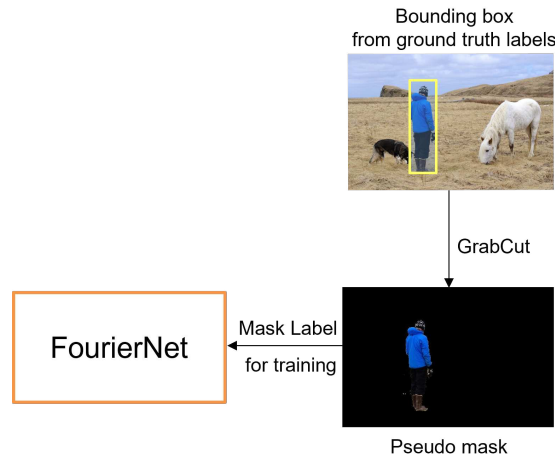 Bounding box
from ground truth labels
GrabCut
FourierNet
Mask Label
for training
Pseudo mask